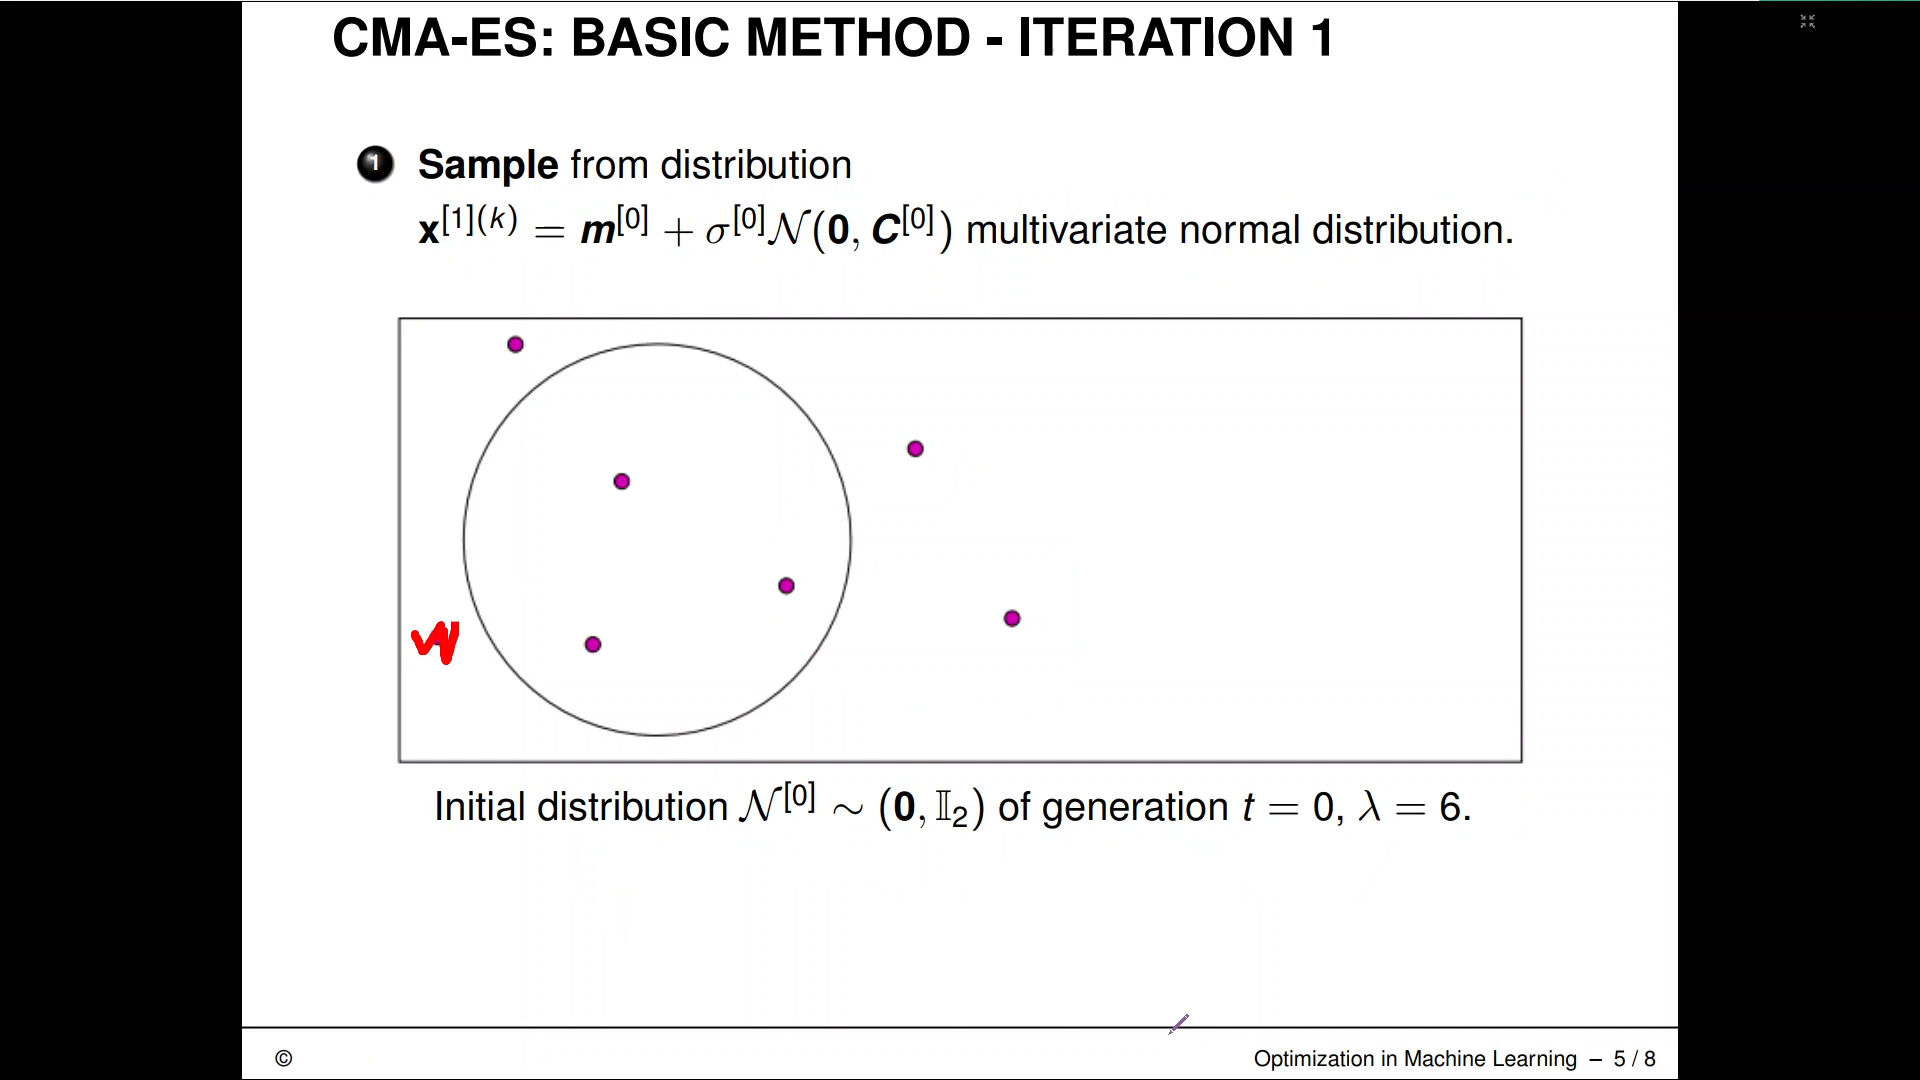 CMA-ES: BASIC METHOD - ITERATION 1
1 Sample from distribution
x^{[1](k)} = m^{[0]} + σ^{[0]}𝒩(0, C^{[0]}) multivariate normal distribution.
Initial distribution 𝒩^{[0]} ∼ (0, 𝕀₂) of generation t = 0, λ = 6.
© Optimization in Machine Learning – 5 / 8